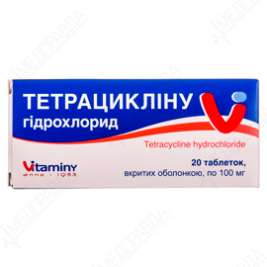 ТЕТРАЦИКЛІНУ
гідрохлорид
Tetracycline hydrochloride
20 таблеток,
вкритих оболонкою, по 100 мг
Vitaminy